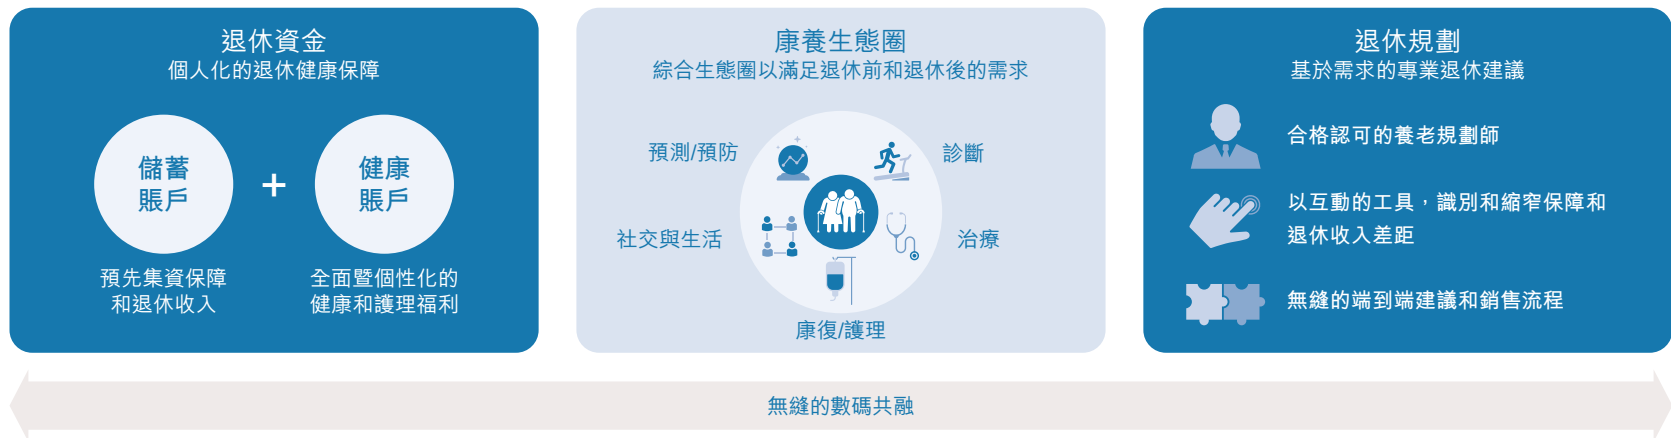 退休資金
個人化的退休健康保障
儲蓄
賬戶
+
健康
賬戶
預先集資保障
和退休收入
全面暨個性化的
健康和護理福利
康養生態圈
綜合生態圈以滿足退休前和退休後的需求
預測/預防
診斷
社交與生活
治療
康復/護理
退休規劃
基於需求的專業退休建議
合格認可的養老規劃師
以互動的工具，識別和縮窄保障和
退休收入差距
無縫的端到端建議和銷售流程
無縫的數碼共融